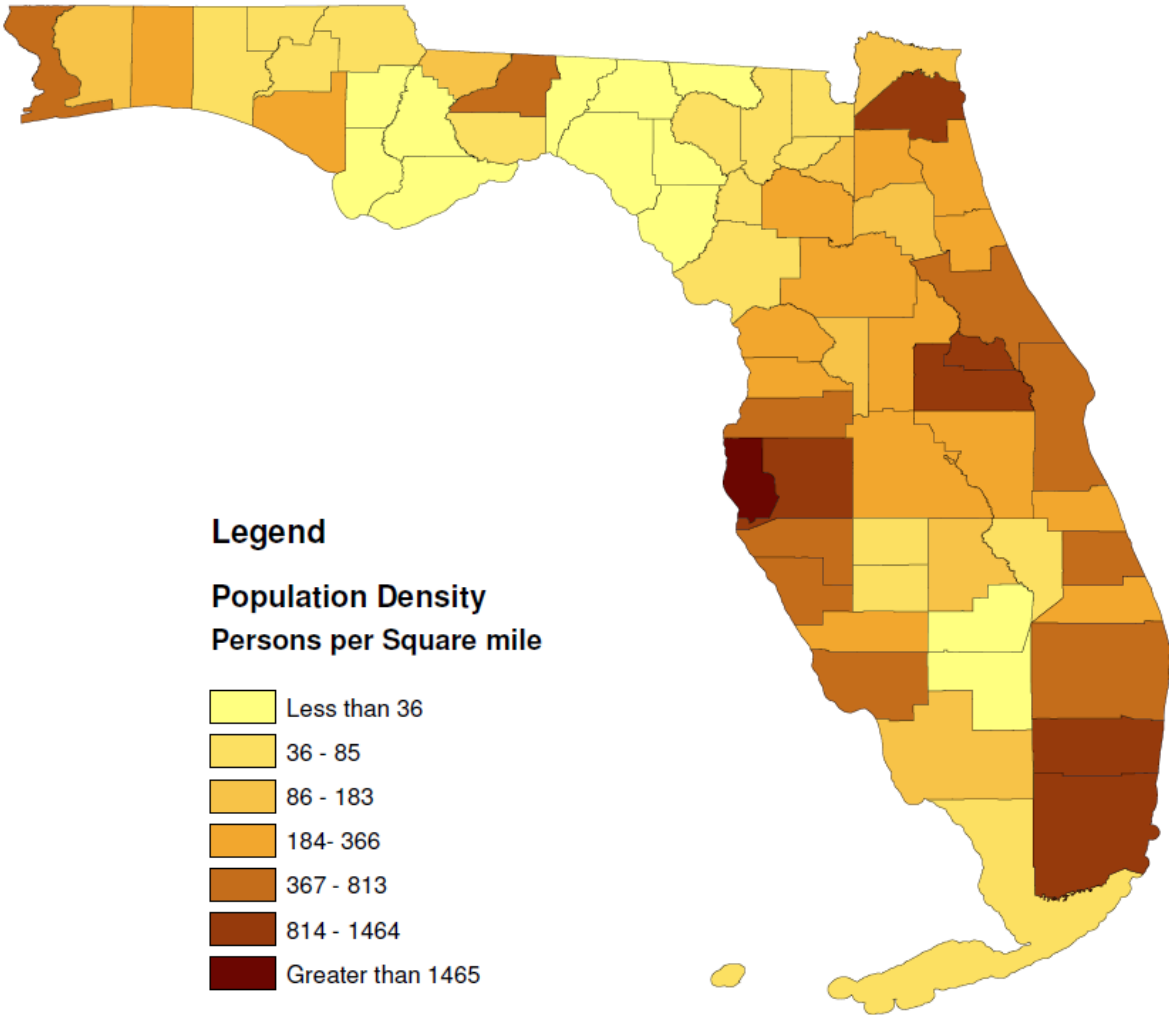 Legend
Population Density
Persons per Square mile
Less than 36
36 - 85
86 - 183
184- 366
367 - 813
814 - 1464
Greater than 1465